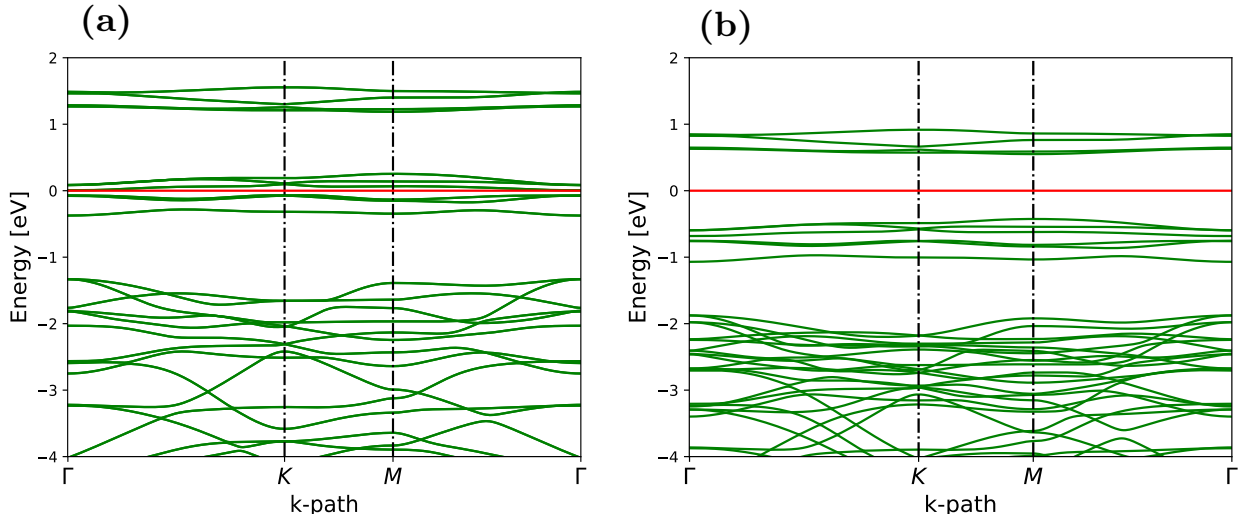 (a)
2
1
0
−1
−2
−3
−4
Energy [eV]
Γ
K
M
Γ
k-path
(b)
2
1
0
−1
−2
−3
−4
Energy [eV]
Γ
K
M
Γ
k-path